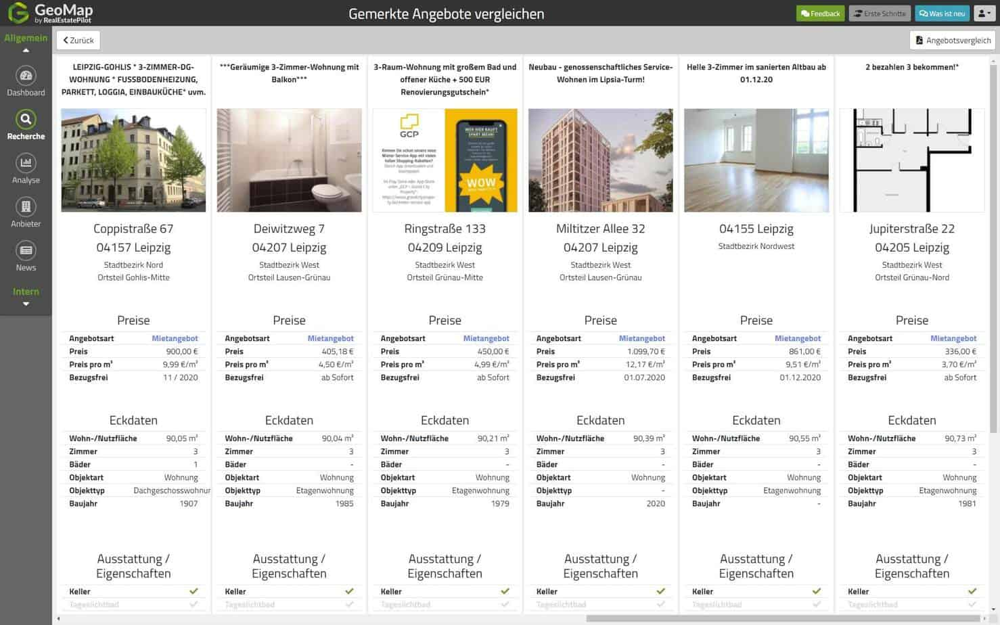 GeoMap
by RealEstatePilot
Gemerkte Angebote vergleichen
Feedback
Erste Schritte
Was ist neu
Allgemein
Dashboard
Recherche
Analyse
Anbieter
News
Intern
Zurück
Angebotsvergleich
LEIPZIG-GOHLIS * 3-ZIMMER-DG-
WOHNUNG * FUSSBODENHEIZUNG,
PARKETT, LOGGIA, EINBAUKÜCHE* uvm.
Coppistraße 67
04157 Leipzig
Stadtbezirk Nord
Ortsteil Gohlis-Mitte
Preise
Angebotsart Mietangebot
Preis 900,00 €
Preis pro m² 9,99 €/m²
Bezugsfrei 11 / 2020
Eckdaten
Wohn-/Nutzfläche 90,05 m²
Zimmer 3
Bäder 1
Objektart Wohnung
Objekttyp Dachgeschosswohnur
Baujahr 1907
Ausstattung /
Eigenschaften
Keller
Tageslichtbad
***Geräumige 3-Zimmer-Wohnung mit
Balkon***
Deiwitzweg 7
04207 Leipzig
Stadtbezirk West
Ortsteil Lausen-Grünau
Preise
Angebotsart Mietangebot
Preis 405,18 €
Preis pro m² 4,50 €/m²
Bezugsfrei ab Sofort
Eckdaten
Wohn-/Nutzfläche 90,04 m²
Zimmer 3
Bäder -
Objektart Wohnung
Objekttyp Etagenwohnung
Baujahr 1985
Ausstattung /
Eigenschaften
Keller
Tageslichtbad
3-Raum-Wohnung mit großem Bad und
offener Küche + 500 EUR
Renovierungsgutschein*
GCP
WER HIER KAUFT
SPART MEHR!
WOW
Ringstraße 133
04209 Leipzig
Stadtbezirk West
Ortsteil Grünau-Mitte
Preise
Angebotsart Mietangebot
Preis 450,00 €
Preis pro m² 4,99 €/m²
Bezugsfrei ab Sofort
Eckdaten
Wohn-/Nutzfläche 90,21 m²
Zimmer 3
Bäder -
Objektart Wohnung
Objekttyp Etagenwohnung
Baujahr 1979
Ausstattung /
Eigenschaften
Keller
Tageslichtbad
Neubau - genossenschaftliches Service-
Wohnen im Lipsia-Turm!
Miltitzer Allee 32
04207 Leipzig
Stadtbezirk West
Ortsteil Lausen-Grünau
Preise
Angebotsart Mietangebot
Preis 1.099,70 €
Preis pro m² 12,17 €/m²
Bezugsfrei 01.07.2020
Eckdaten
Wohn-/Nutzfläche 90,39 m²
Zimmer 3
Bäder -
Objektart Wohnung
Objekttyp -
Baujahr 2020
Ausstattung /
Eigenschaften
Keller
Tageslichtbad
Helle 3-Zimmer im sanierten Altbau ab
01.12.20
04155 Leipzig
Stadtbezirk Nordwest
Preise
Angebotsart Mietangebot
Preis 861,00 €
Preis pro m² 9,51 €/m²
Bezugsfrei 01.12.2020
Eckdaten
Wohn-/Nutzfläche 90,55 m²
Zimmer 3
Bäder -
Objektart Wohnung
Objekttyp Etagenwohnung
Baujahr -
Ausstattung /
Eigenschaften
Keller
Tageslichtbad
2 bezahlen 3 bekommen!*
Jupiterstraße 22
04205 Leipzig
Stadtbezirk West
Ortsteil Grünau-Nord
Preise
Angebotsart Mietangebot
Preis 336,00 €
Preis pro m² 3,70 €/m²
Bezugsfrei ab Sofort
Eckdaten
Wohn-/Nutzfläche 90,73 m²
Zimmer 3
Bäder -
Objektart Wohnung
Objekttyp Etagenwohnung
Baujahr 1981
Ausstattung /
Eigenschaften
Keller
Tageslichtbad